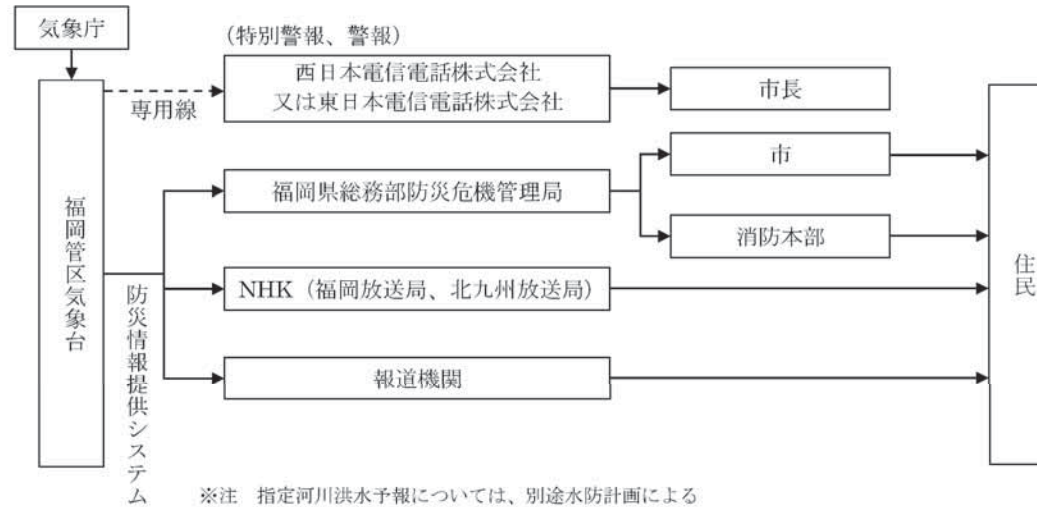 気象庁
(特別警報、警報)
西日本電信電話株式会社
又は東日本電信電話株式会社
市長
専用線
市
福岡県総務部防災危機管理局
消防本部
福岡管区気象台
住民
NHK(福岡放送局、北九州放送局)
防災情報提供システム
報道機関
※注 指定河川洪水予報については、別途水防計画による